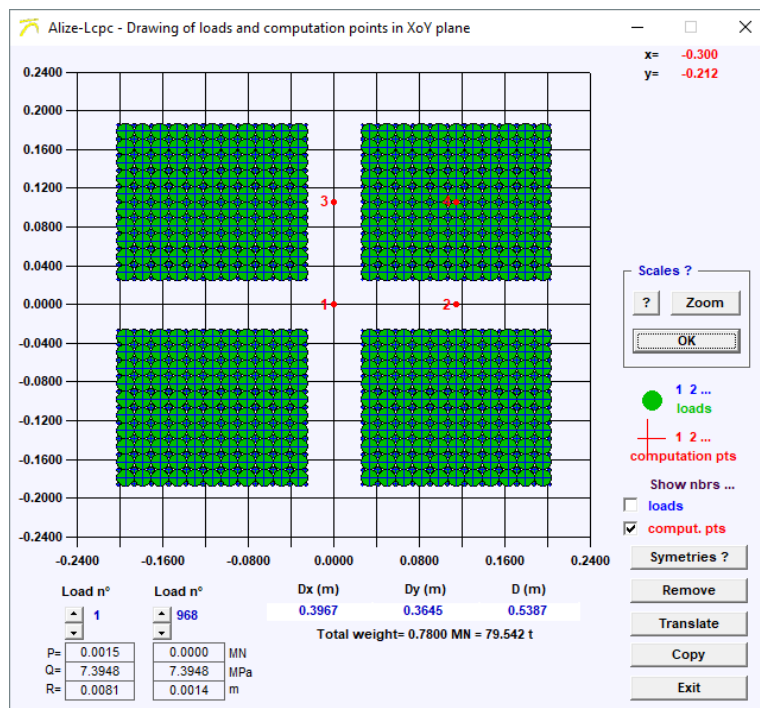 Alize-Lcpc - Drawing of loads and computation points in XoY plane
x= -0.300
y= -0.212
0.2400
0.2000
0.1600
0.1200
0.0800
0.0400
0.0000
-0.0400
-0.0800
-0.1200
-0.1600
-0.2000
-0.2400
-0.2400 -0.1600 -0.0800 0.0000 0.0800 0.1600 0.2400
3 4
1 2
Scales ?
? Zoom
OK
1 2 ...
loads
1 2 ...
computation pts
Show nbrs ...
loads
comput. pts
Symetries ?
Remove
Translate
Copy
Exit
Load n° Load n° Dx (m) Dy (m) D (m)
1 968 0.3967 0.3645 0.5387
Total weight= 0.7800 MN = 79.542 t
P= 0.0015 0.0000 MN
Q= 7.3948 7.3948 MPa
R= 0.0081 0.0014 m